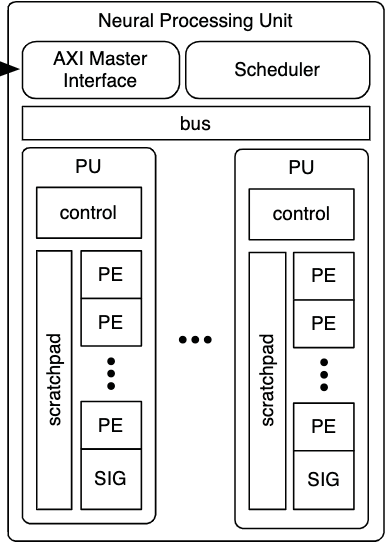 Neural Processing Unit
AXI Master
Interface
Scheduler
bus
PU
control
scratchpad
PE
PE
PE
SIG
PU
control
scratchpad
PE
PE
PE
SIG